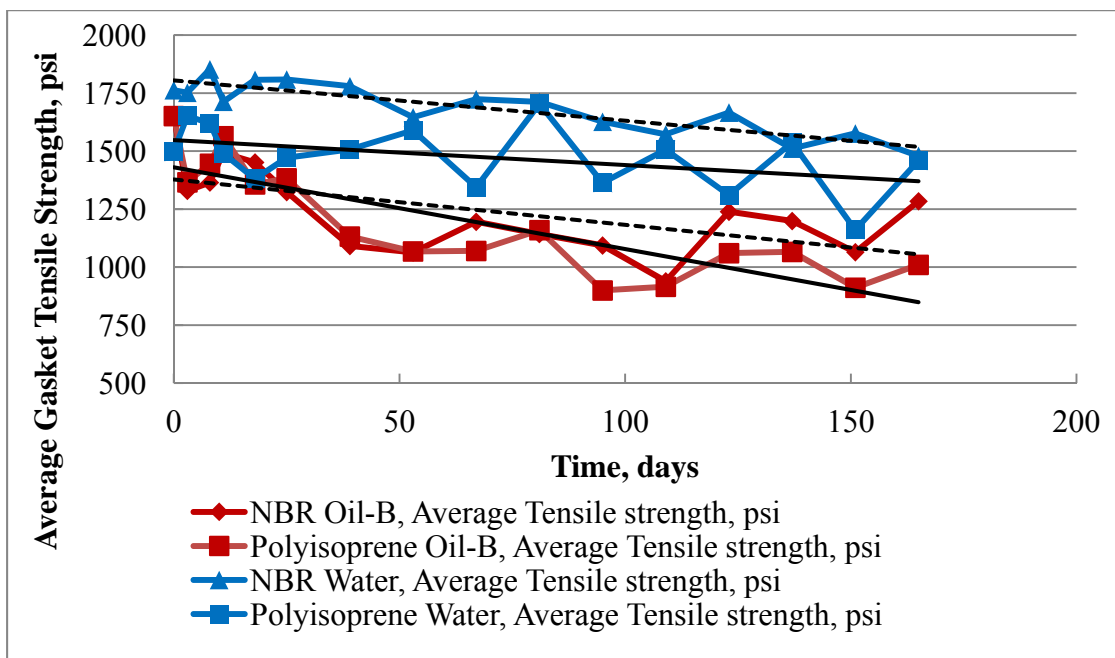 Average Gasket Tensile Strength, psi
2000
1750
1500
1250
1000
750
500
0 50 100 150 200
Time, days
NBR Oil-B, Average Tensile strength, psi
Polyisoprene Oil-B, Average Tensile strength, psi
NBR Water, Average Tensile strength, psi
Polyisoprene Water, Average Tensile strength, psi